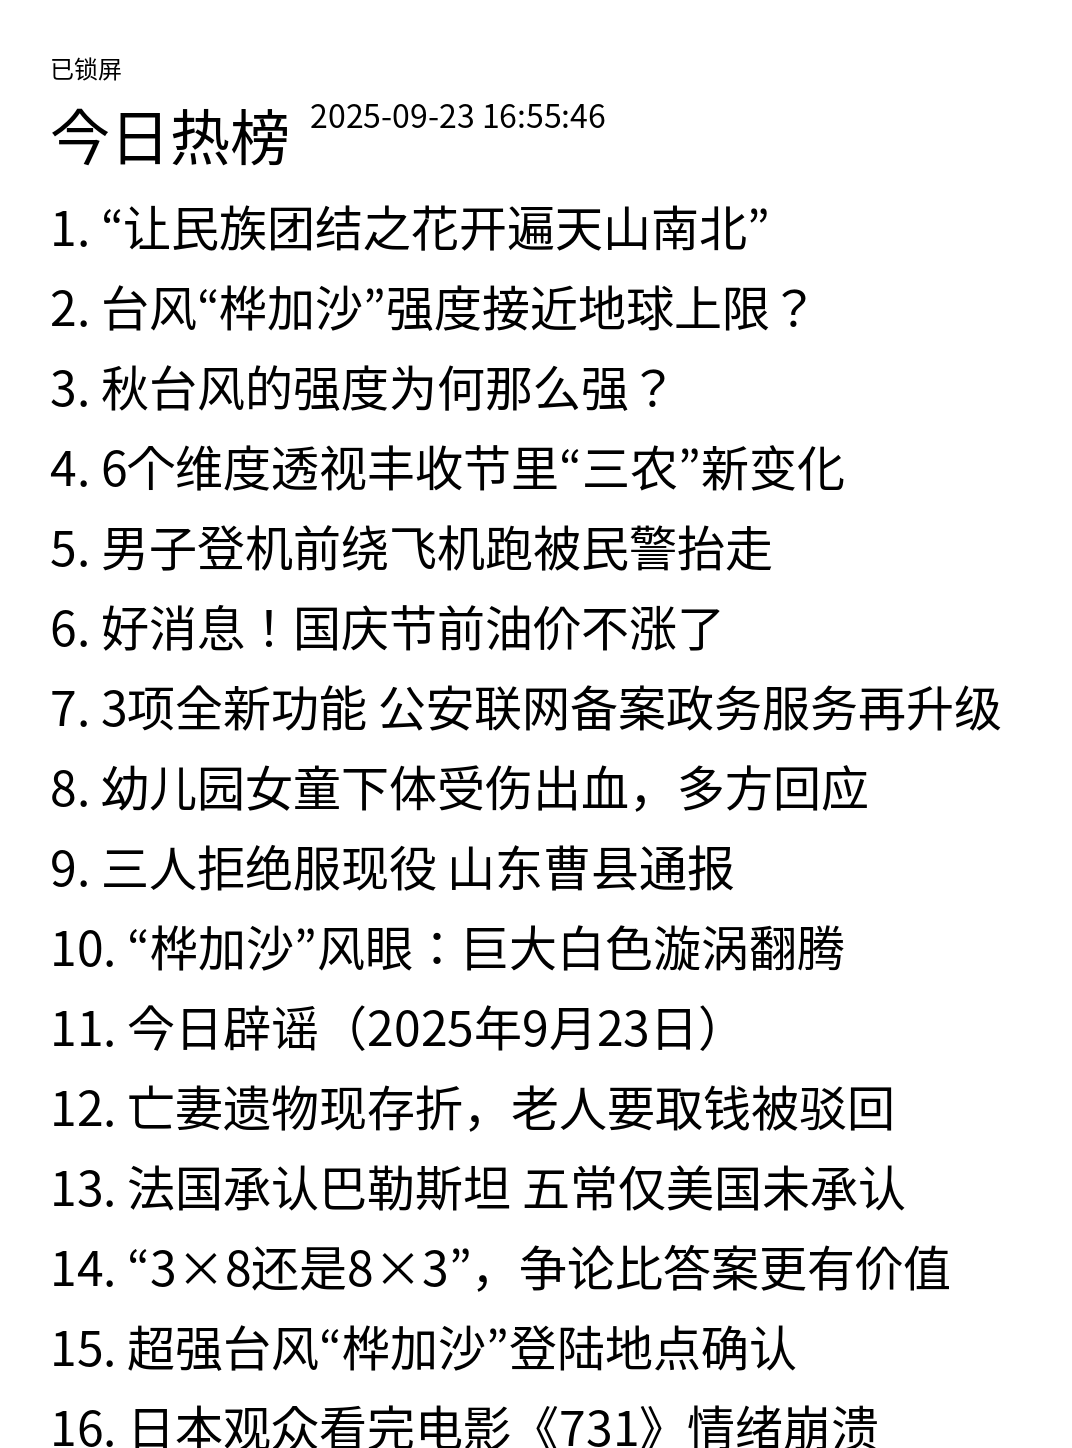 已锁屏
今日热榜 2025-09-23 16:55:46
1. “让民族团结之花开遍天山南北”
2. 台风“桦加沙”强度接近地球上限？
3. 秋台风的强度为何那么强？
4. 6个维度透视丰收节里“三农”新变化
5. 男子登机前绕飞机跑被民警抬走
6. 好消息！国庆节前油价不涨了
7. 3项全新功能 公安联网备案政务服务再升级
8. 幼儿园女童下体受伤出血，多方回应
9. 三人拒绝服现役 山东曹县通报
10. “桦加沙”风眼：巨大白色漩涡翻腾
11. 今日辟谣（2025年9月23日）
12. 亡妻遗物现存折，老人要取钱被驳回
13. 法国承认巴勒斯坦 五常仅美国未承认
14. “3×8还是8×3”，争论比答案更有价值
15. 超强台风“桦加沙”登陆地点确认
16. 日本观众看完电影《731》情绪崩溃